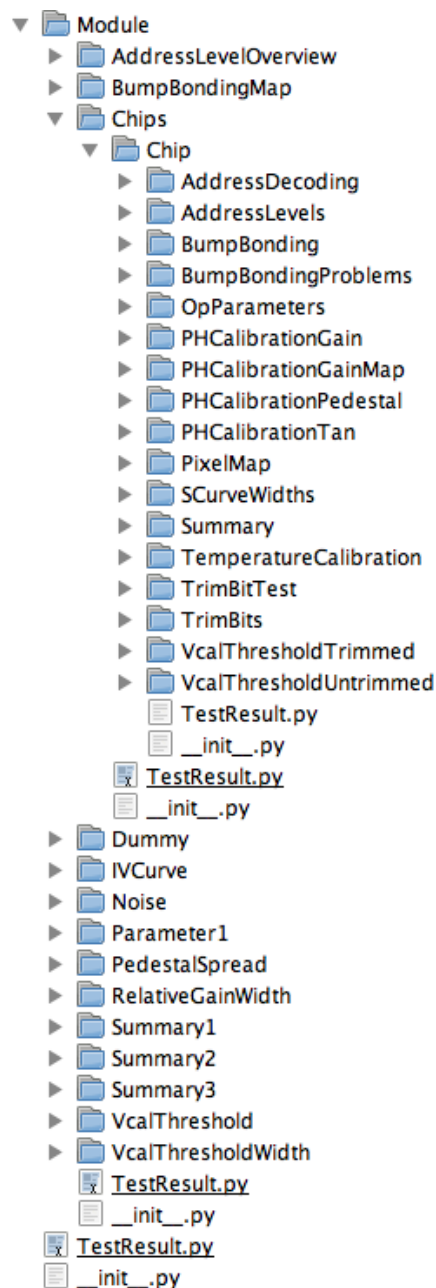 Module
AddressLevelOverview
BumpBondingMap
Chips
Chip
AddressDecoding
AddressLevels
BumpBonding
BumpBondingProblems
OpParameters
PHCalibrationGain
PHCalibrationGainMap
PHCalibrationPedestal
PHCalibrationTan
PixelMap
SCurveWidths
Summary
TemperatureCalibration
TrimBitTest
TrimBits
VcalThresholdTrimmed
VcalThresholdUntrimmed
TestResult.py
__init__.py
TestResult.py
__init__.py
Dummy
IVCurve
Noise
Parameter1
PedestalSpread
RelativeGainWidth
Summary1
Summary2
Summary3
VcalThreshold
VcalThresholdWidth
TestResult.py
__init__.py
TestResult.py
__init__.py